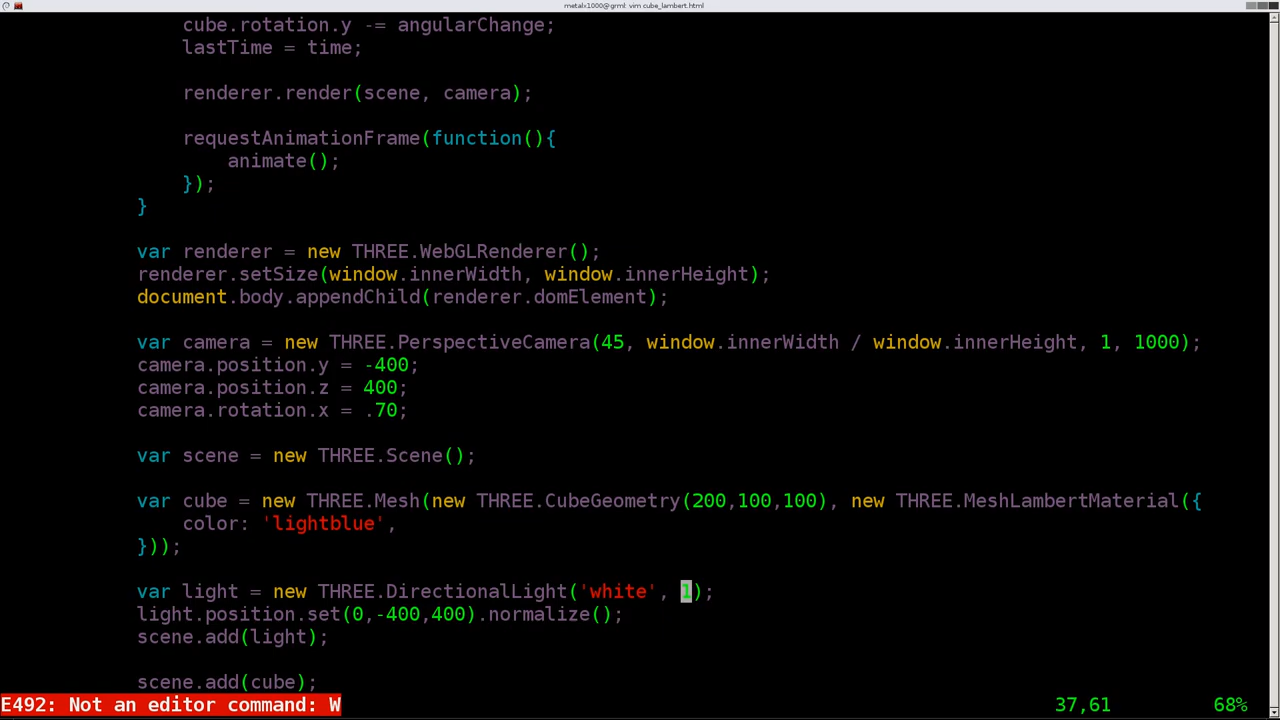 metalx1000@grml: vim cube_lambert.html
cube.rotation.y -= angularChange;
lastTime = time;
renderer.render(scene, camera);
requestAnimationFrame(function(){
animate();
});
}
var renderer = new THREE.WebGLRenderer();
renderer.setSize(window.innerWidth, window.innerHeight);
document.body.appendChild(renderer.domElement);
var camera = new THREE.PerspectiveCamera(45, window.innerWidth / window.innerHeight, 1, 1000);
camera.position.y = -400;
camera.position.z = 400;
camera.rotation.x = .70;
var scene = new THREE.Scene();
var cube = new THREE.Mesh(new THREE.CubeGeometry(200,100,100), new THREE.MeshLambertMaterial({
color: 'lightblue',
}));
var light = new THREE.DirectionalLight('white', 1);
light.position.set(0,-400,400).normalize();
scene.add(light);
scene.add(cube);
E492: Not an editor command: W 37,61 68%